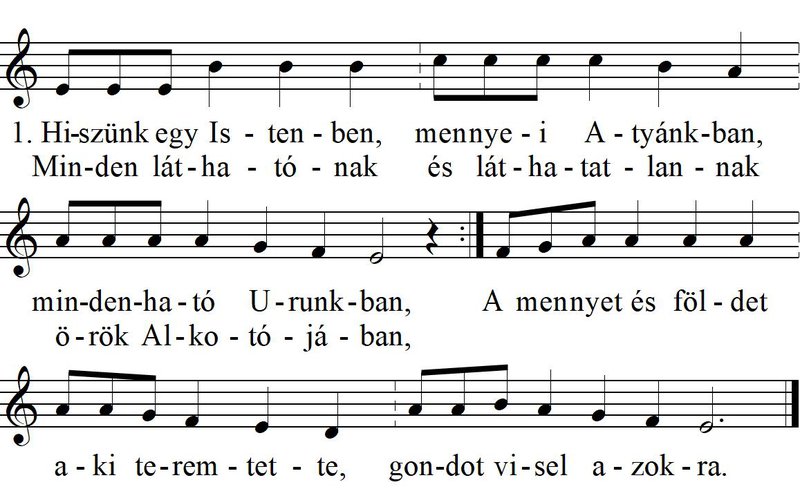 1. Hi-szünk egy Is - ten - ben, mennye - i A - tyánk-ban,
Min-den lát-ha - tó - nak és lát-ha-tat - lan - nak
min-den-ha - tó U - runk - ban, A mennyet és föl - det
ö - rök Al-ko - tó - já - ban,
a - ki te-rem - tet - te, gon-dot vi-sel a - zok - ra.